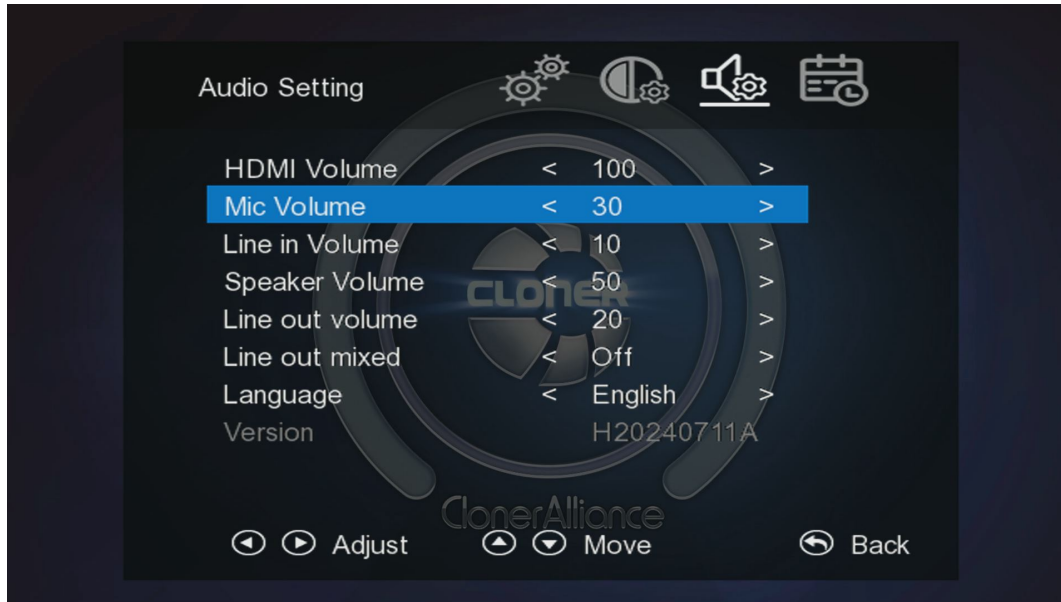 Audio Setting
HDMI Volume < 100 >
Mic Volume < 30 >
Line in Volume < 10 >
Speaker Volume < 50 >
Line out volume < 20 >
Line out mixed < Off >
Language < English >
Version H20240711A
CLONER
ClonerAlliance
Adjust Move Back